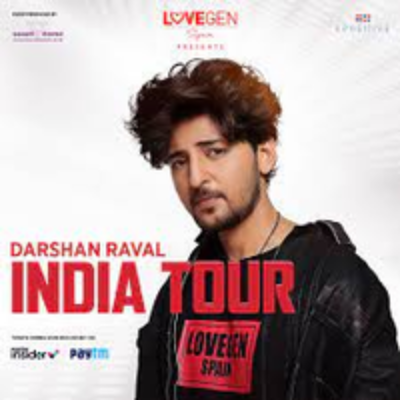 LOVEGEN
Spain
PRESENTS
DARSHAN RAVAL
INDIA TOUR
LOVEGEN
SPAIN
insider
paytm